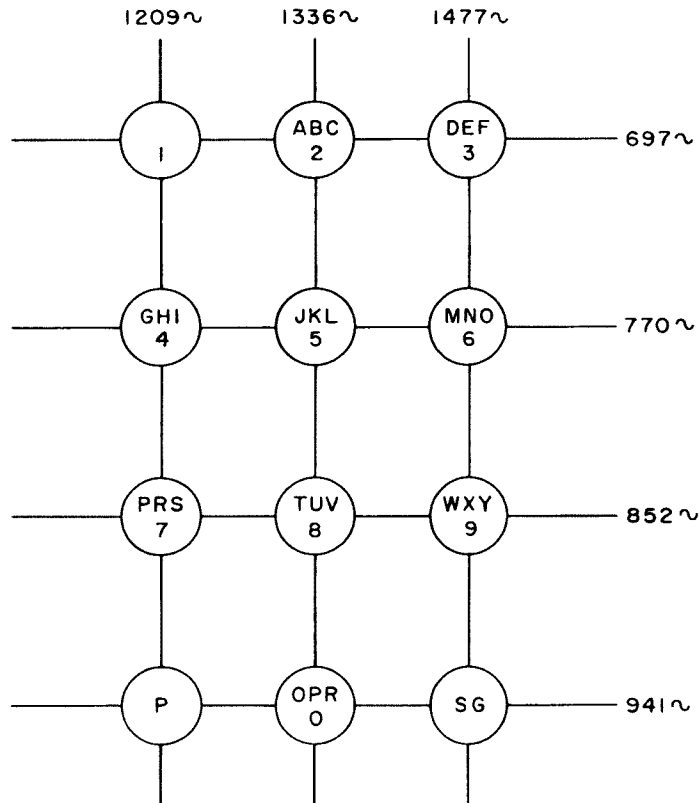 1209~ 1336~ 1477~
1
ABC
2
DEF
3
697~
GHI
4
JKL
5
MNO
6
770~
PRS
7
TUV
8
WXY
9
852~
P
OPR
0
SG
941~